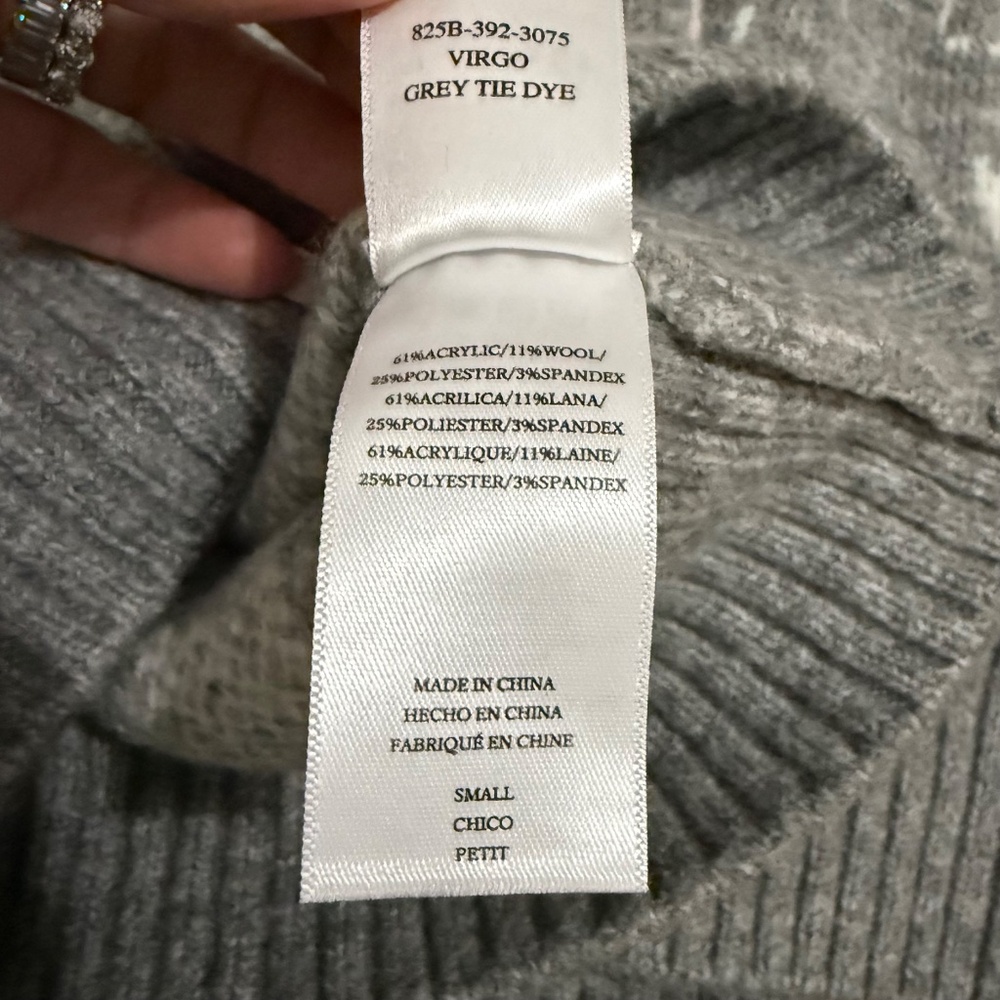 825B-392-3075
VIRGO
GREY TIE DYE
61%ACRYLIC/11%WOOL/
25%POLYESTER/3%SPANDEX
61%ACRILICA/11%LANA/
25%POLIESTER/3%SPANDEX
61%ACRYLIQUE/11%LAINE/
25%POLYESTER/3%SPANDEX
MADE IN CHINA
HECHO EN CHINA
FABRIQUÉ EN CHINE
SMALL
CHICO
PETIT